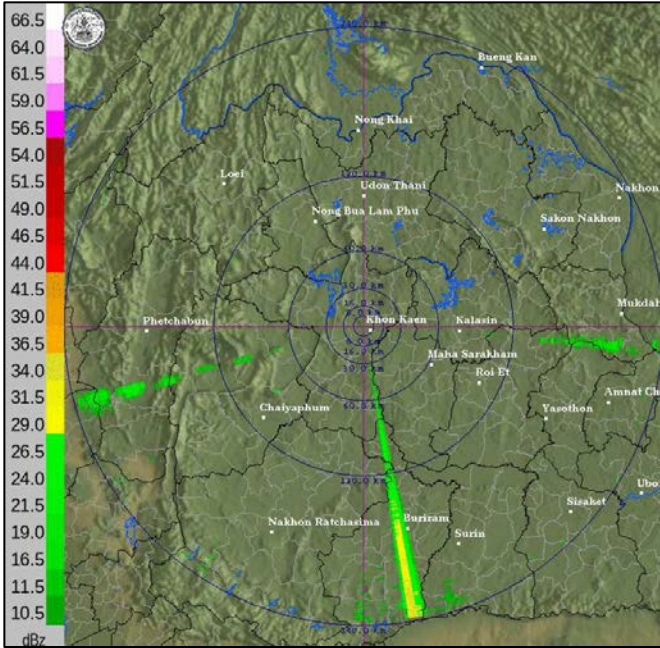 66.5
64.0
61.5
59.0
56.5
54.0
51.5
49.0
46.5
44.0
41.5
39.0
36.5
34.0
31.5
29.0
26.5
24.0
21.5
19.0
16.5
14.0
11.5
10.5
dBz
Bueng Kan
Nong Khai
Loei
Udon Thani
Nakhon
Nong Bua Lam Phu
Sakon Nakhon
Mukdah
Khon Kaen
Phetchabun
Kalasin
Maha Sarakham
Roi Et
Amnat Ch
Chaiyaphum
Yasothon
120.0 km
Ubo
Sisaket
Buriram
Nakhon Ratchasima
Surin